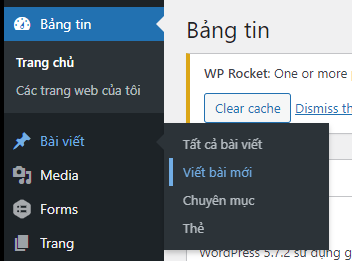 Bảng tin
Trang chủ
Các trang web của tôi
Bài viết
Media
Forms
Trang
Tất cả bài viết
Viết bài mới
Chuyên mục
Thẻ
Bảng tin
WP Rocket: One or more
Clear cache
Dismiss th
WordPress 5.7.2 sử dụng